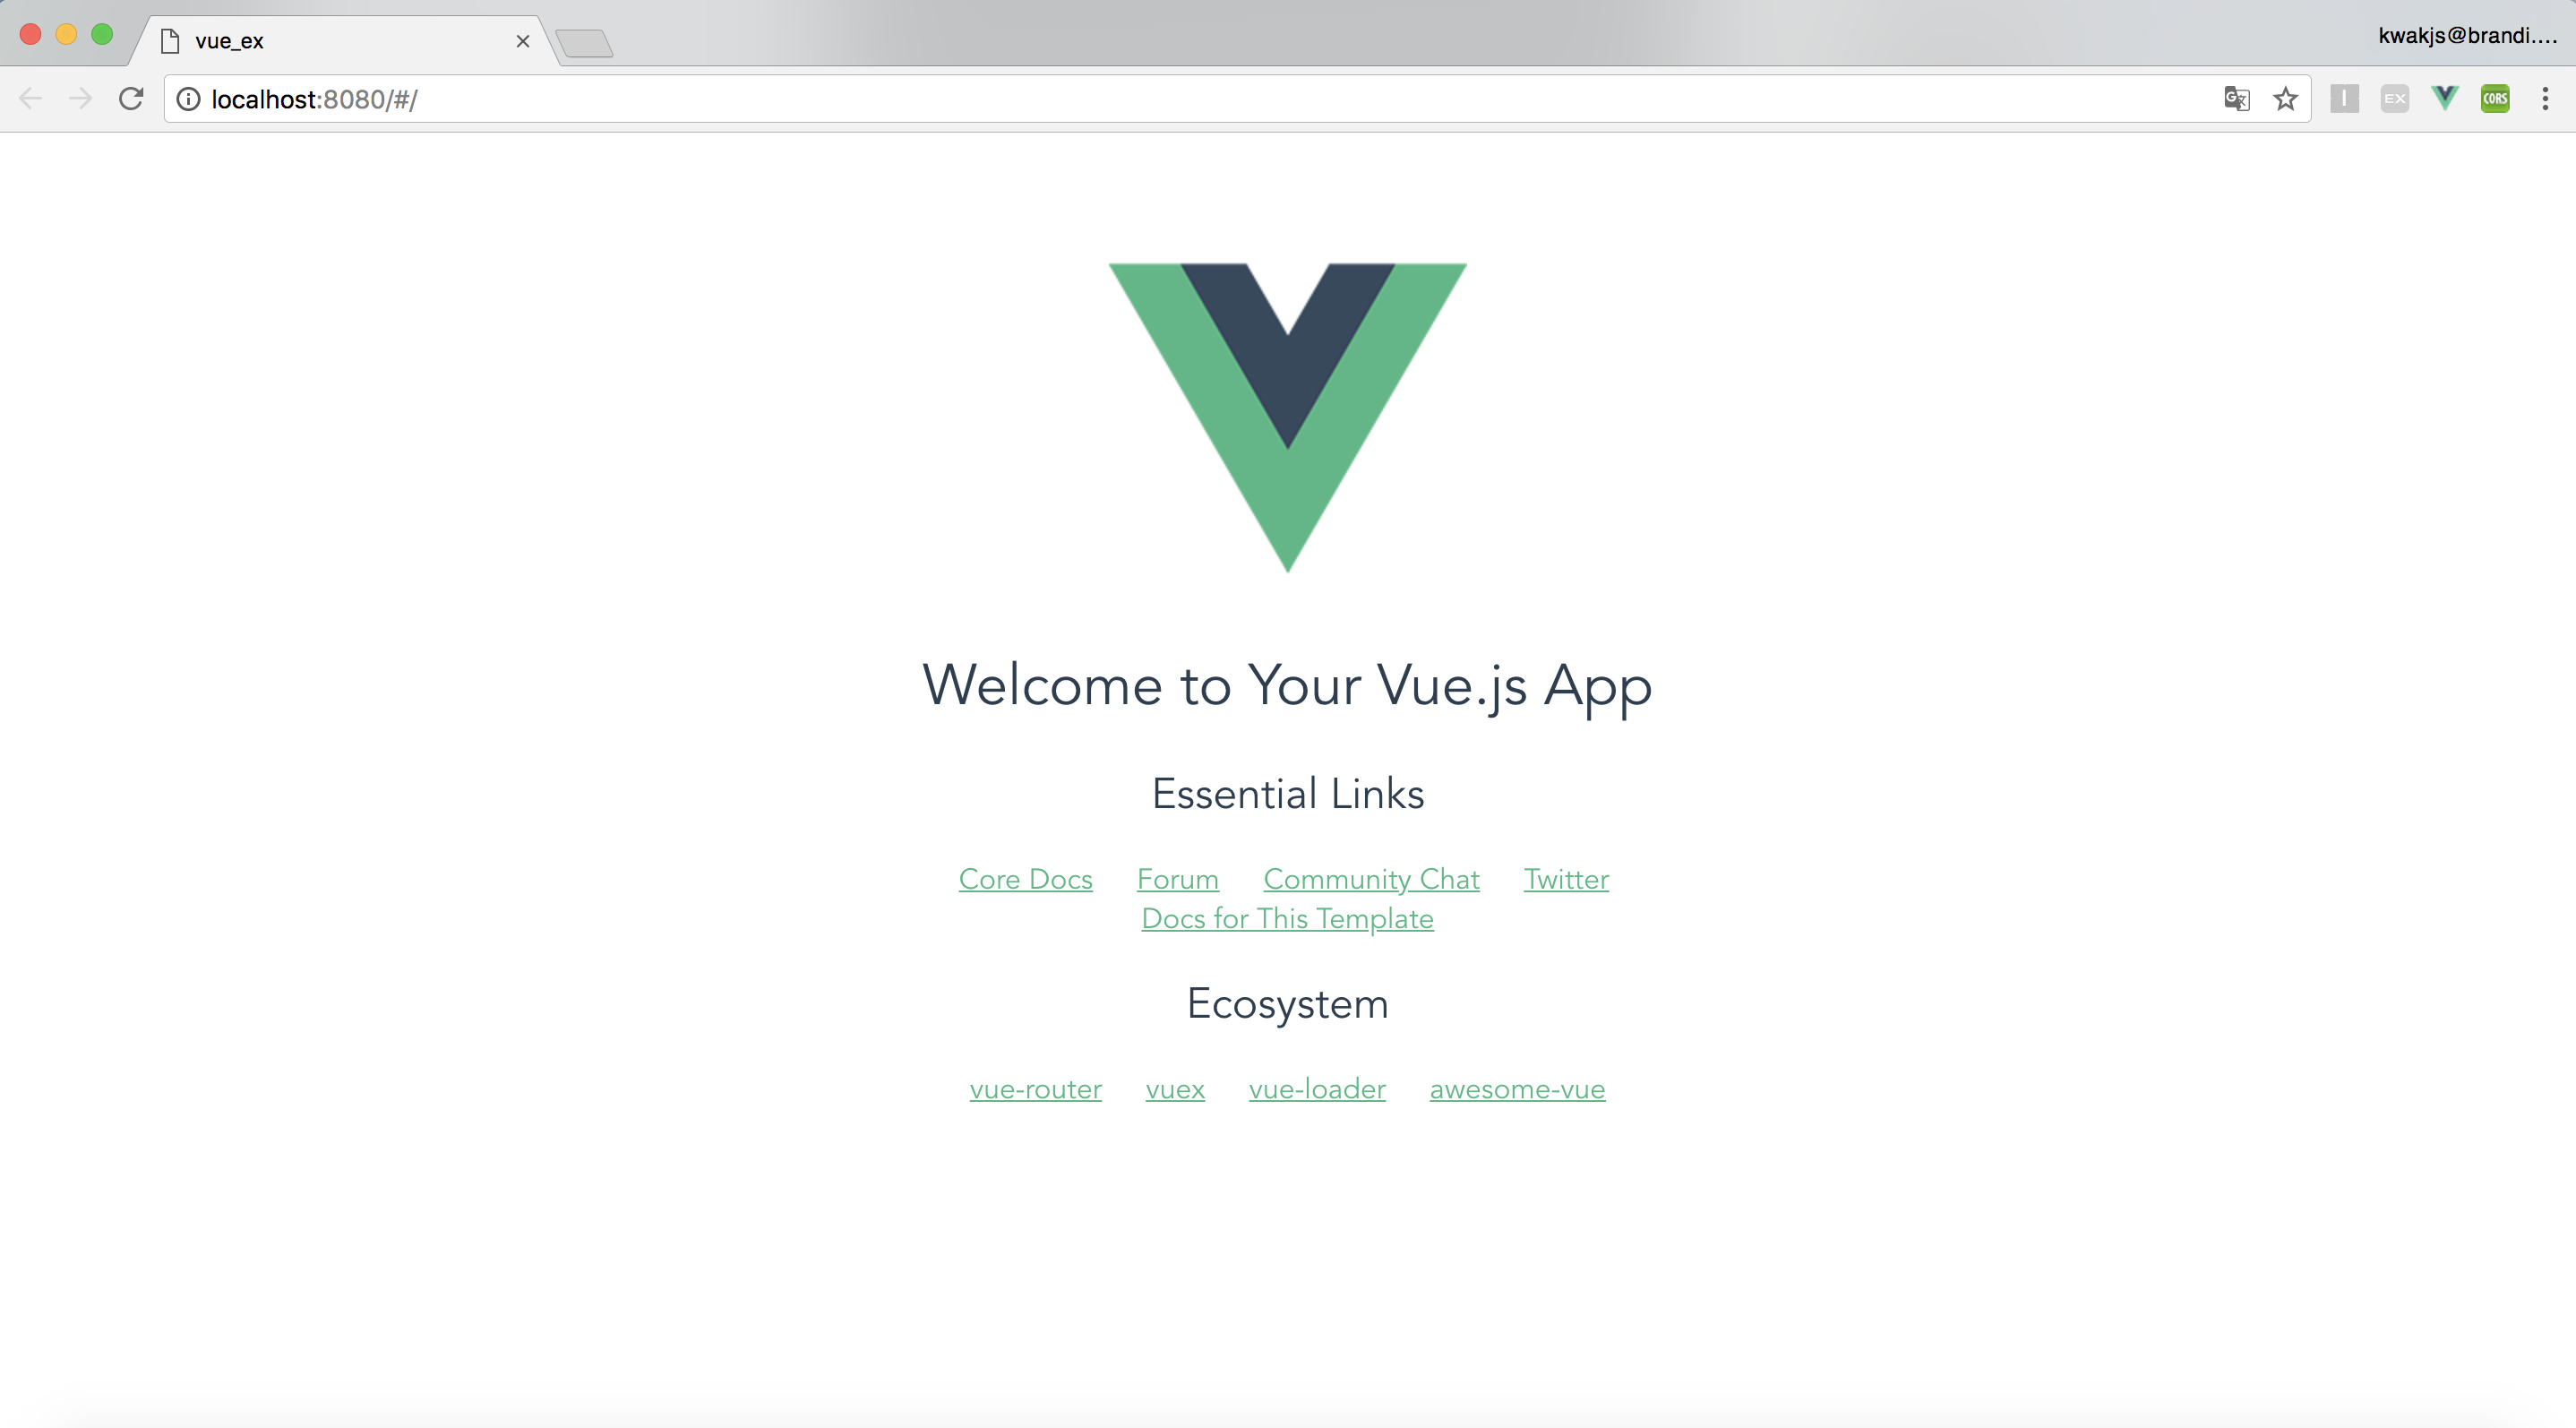 vue_ex
kwakjs@brandi....
localhost:8080/#/
EX
CORS
Welcome to Your Vue.js App
Essential Links
Core Docs Forum Community Chat Twitter
Docs for This Template
Ecosystem
vue-router vuex vue-loader awesome-vue